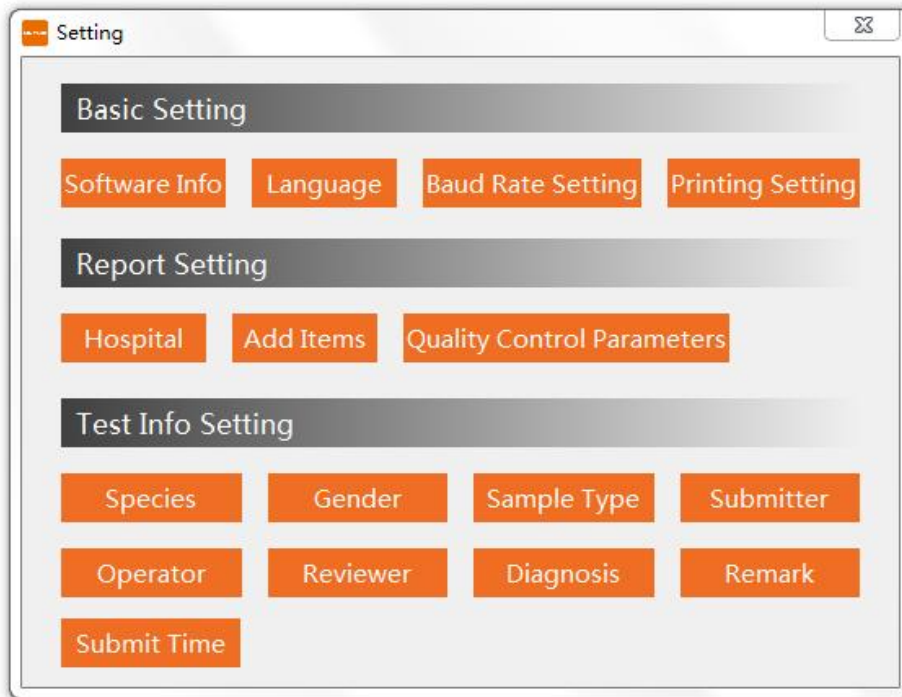 Setting
Basic Setting
Software Info Language Baud Rate Setting Printing Setting
Report Setting
Hospital Add Items Quality Control Parameters
Test Info Setting
Species Gender Sample Type Submitter
Operator Reviewer Diagnosis Remark
Submit Time